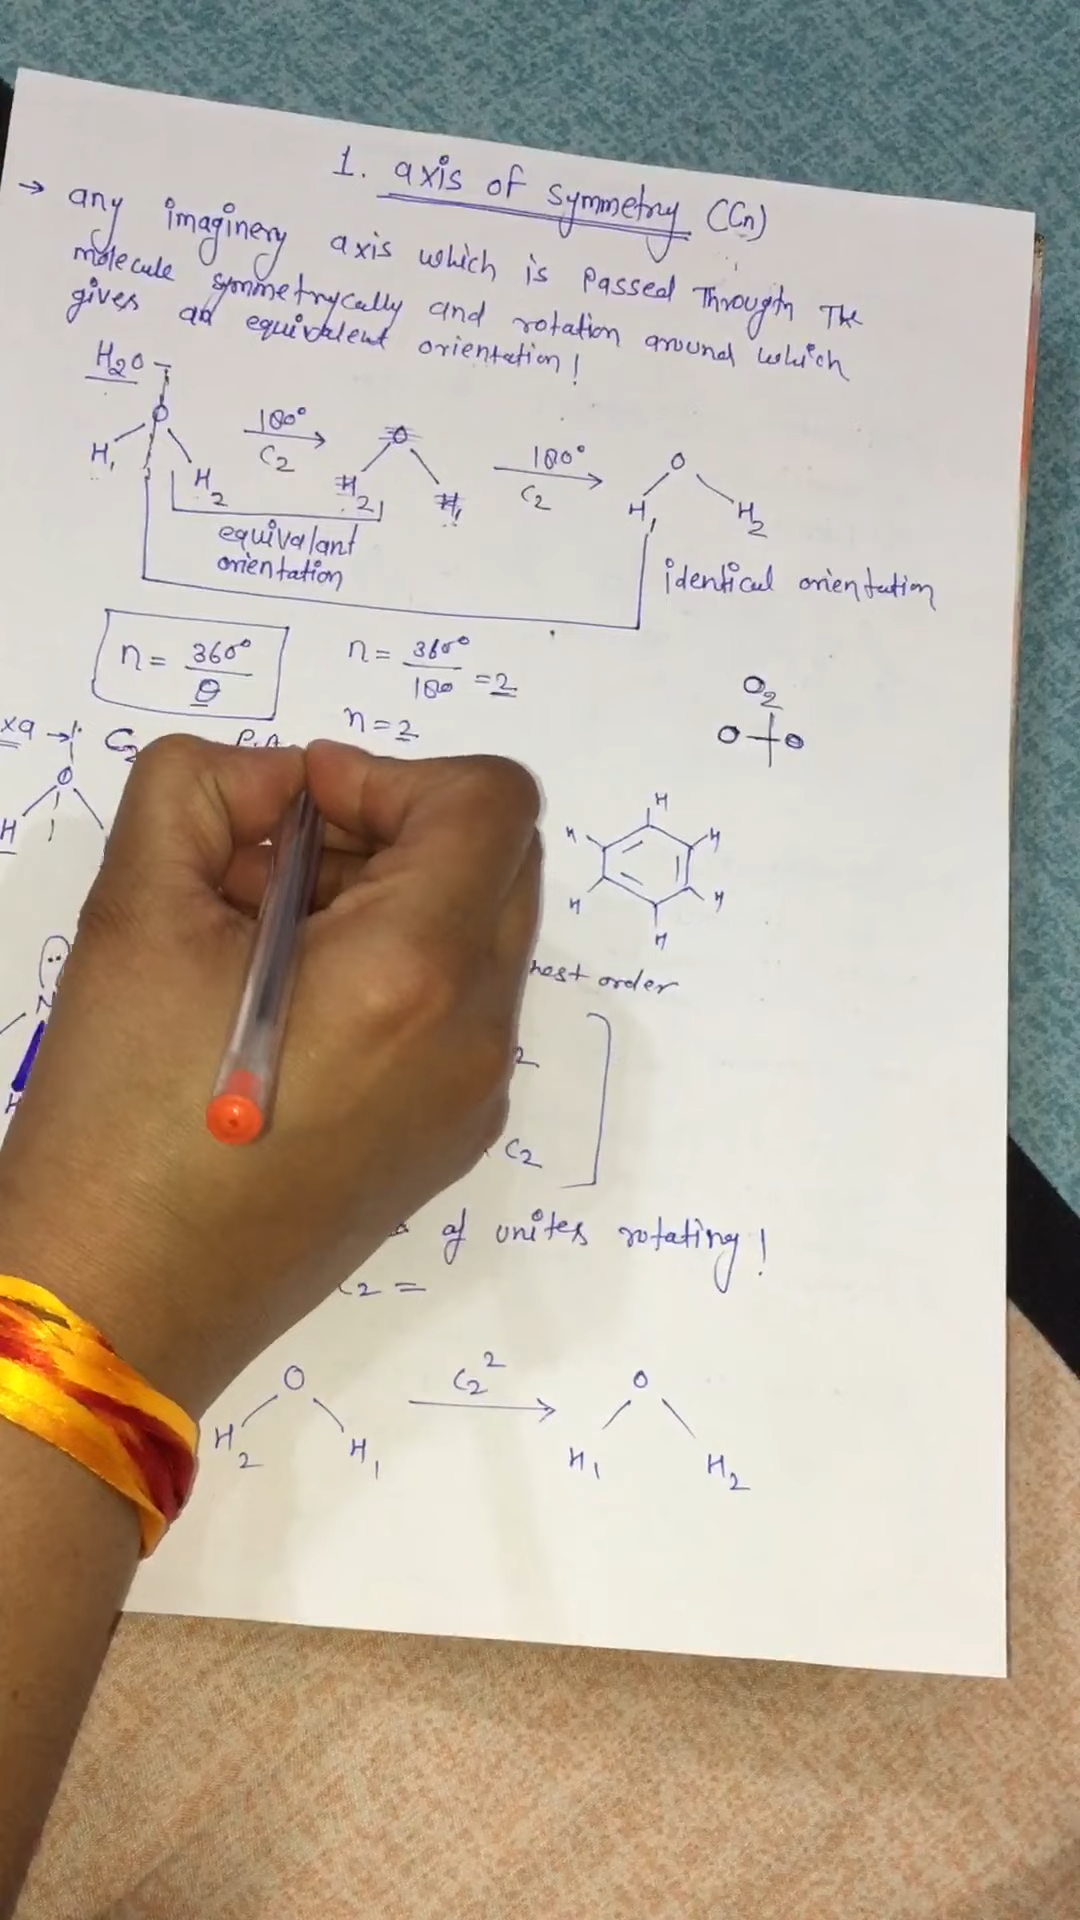 1. axis of symmetry (Cn)
→ any imaginery axis which is passed Through The
molecule symmetrycally and rotation around which
gives an equivalent orientation!
H2O
O H1 H2 180° C2 O H2 H1 180° C2 O H1 H2
equivalant
orientation
identical orientation
n = 360° / θ
n = 360° / 180 = 2
n = 2
O2
O O
C2
O
H
H H H H H H
N
H
order
2
C2
of unites rotating!
C2 =
O H2 H1 C2² O H1 H2